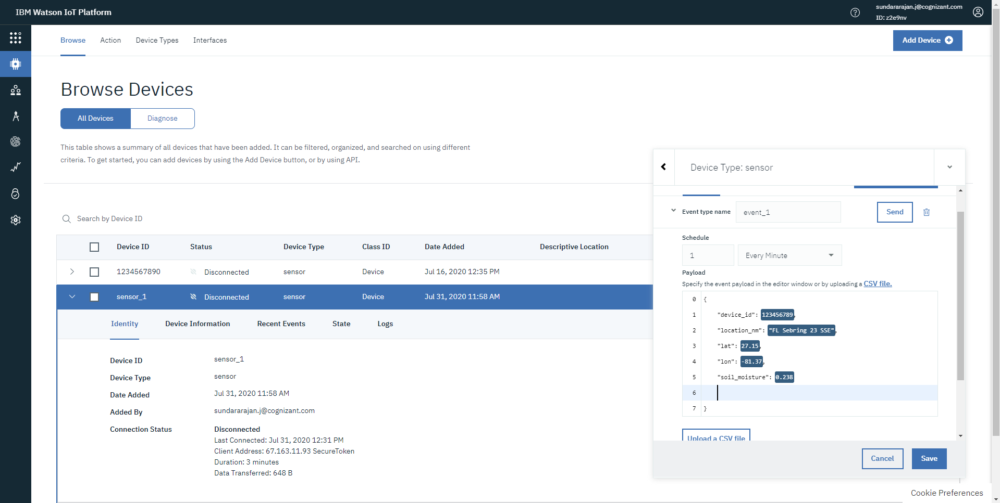 IBM Watson IoT Platform
sundararajan.j@cognizant.com
ID: z2e9nv
Browse Action Device Types Interfaces
Add Device
Browse Devices
All Devices Diagnose
This table shows a summary of all devices that have been added. It can be filtered, organized, and searched on using different
criteria. To get started, you can add devices by using the Add Device button, or by using API.
Search by Device ID
Device ID Status Device Type Class ID Date Added Descriptive Location
1234567890 Disconnected sensor Device Jul 16, 2020 12:35 PM
sensor_1 Disconnected sensor Device Jul 31, 2020 11:58 AM
Identity Device Information Recent Events State Logs
Device ID sensor_1
Device Type sensor
Date Added Jul 31, 2020 11:58 AM
Added By sundararajan.j@cognizant.com
Connection Status Disconnected
Last Connected: Jul 31, 2020 12:31 PM
Client Address: 67.163.11.93 SecureToken
Duration: 3 minutes
Data Transferred: 648 B
Device Type: sensor
Event type name event_1 Send
Schedule
1 Every Minute
Payload
Specify the event payload in the editor window or by uploading a CSV file.
0 {
1 "device_id": 123456789,
2 "location_nm": "FL Sebring 23 SSE",
3 "lat": 27.15,
4 "lon": -81.37,
5 "soil_moisture": 0.238
6
7 }
Upload a CSV file
Cancel Save
Cookie Preferences